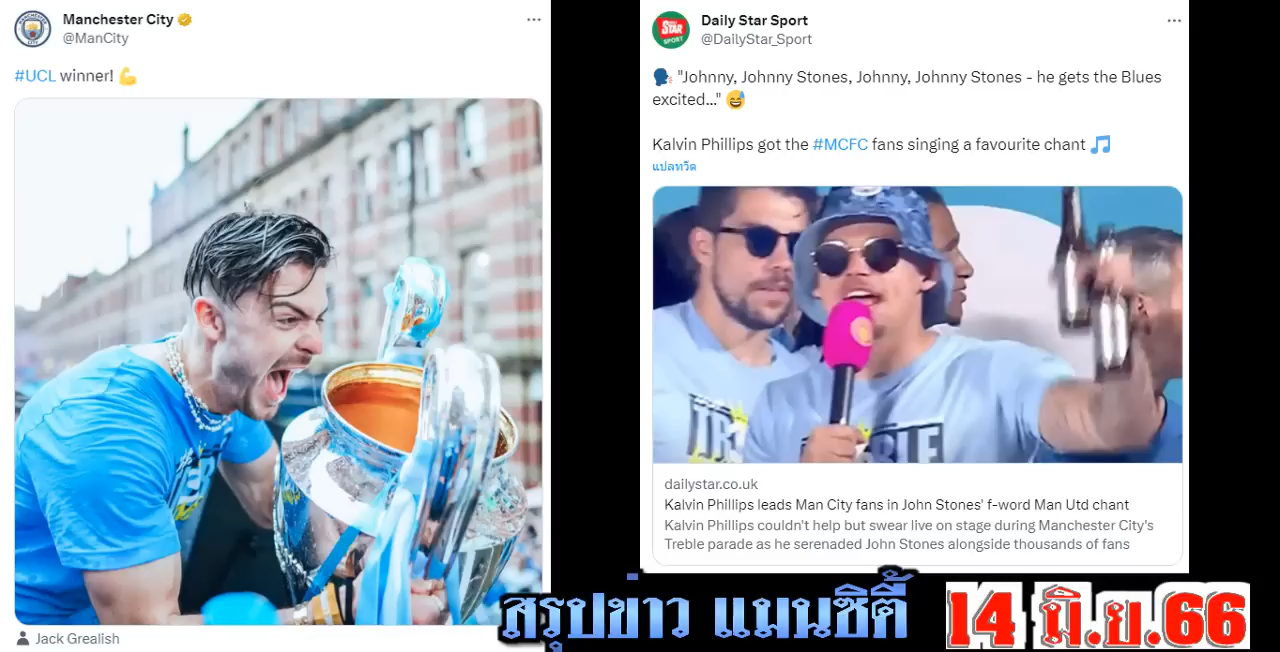 Manchester City
@ManCity
#UCL winner! 💪
Jack Grealish
Daily Star Sport
@DailyStar_Sport
🗣️ "Johnny, Johnny Stones, Johnny, Johnny Stones - he gets the Blues
excited..." 😅
Kalvin Phillips got the #MCFC fans singing a favourite chant 🎵
แปลทวีต
dailystar.co.uk
Kalvin Phillips leads Man City fans in John Stones' f-word Man Utd chant
Kalvin Phillips couldn't help but swear live on stage during Manchester City's
Treble parade as he serenaded John Stones alongside thousands of fans
สรุปข่าว แมนซิตี้ 14 มิ.ย.66